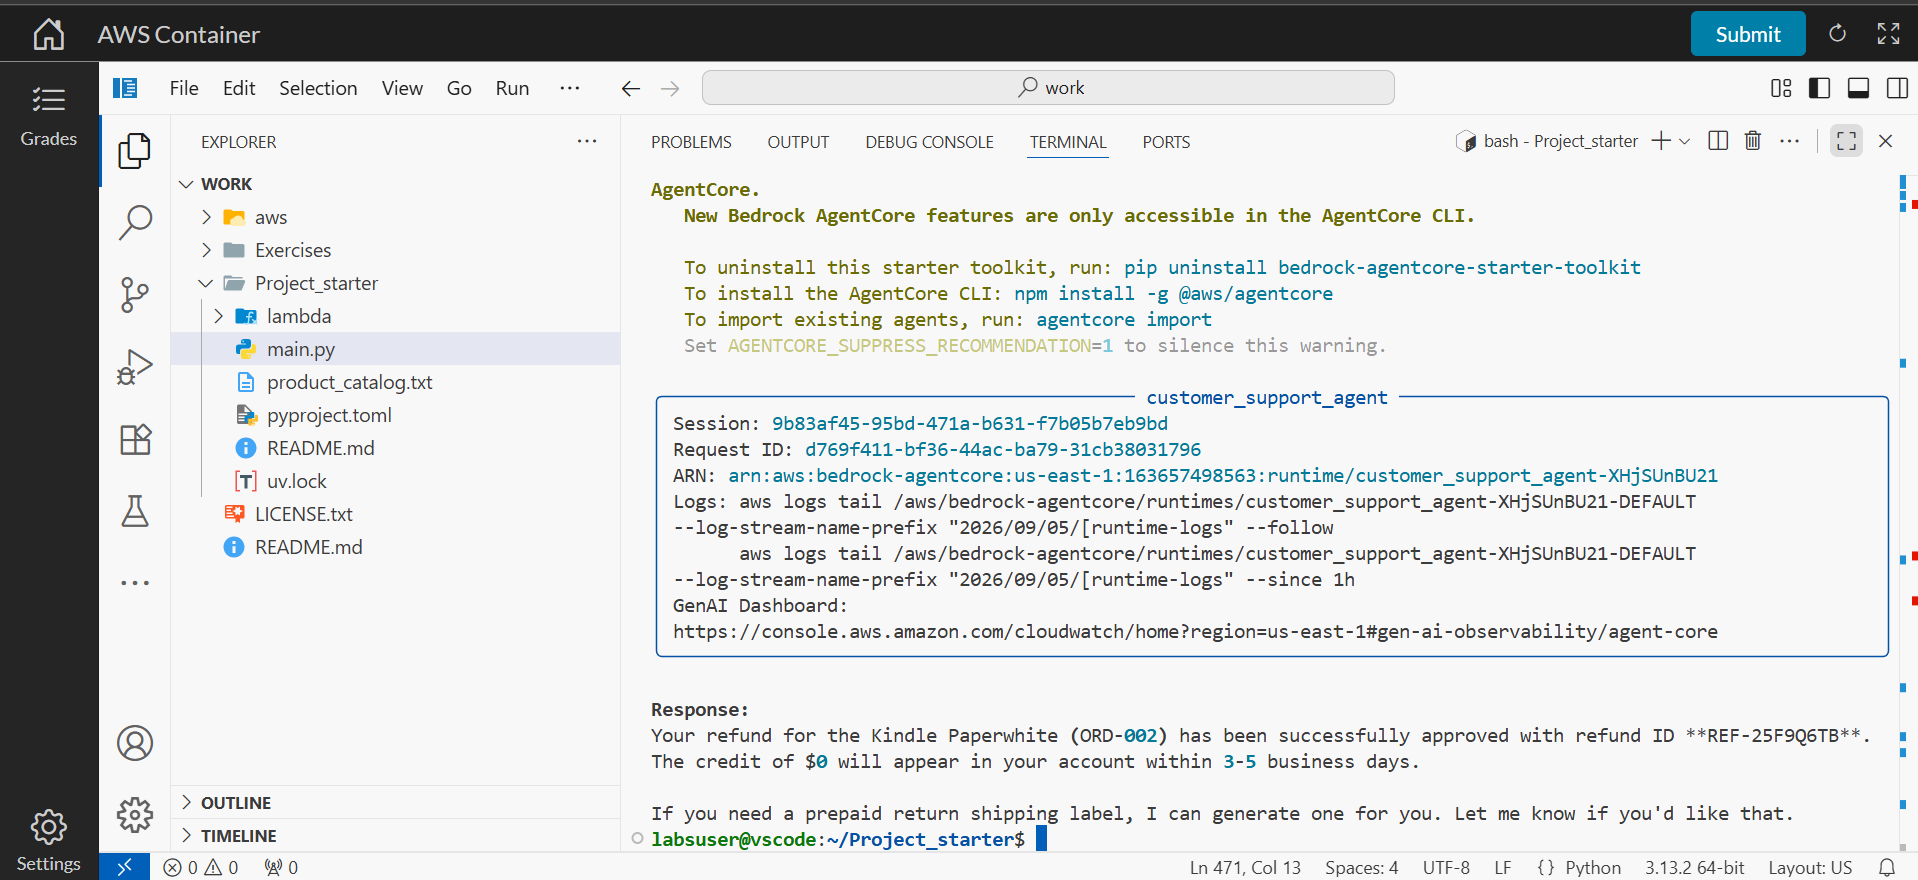 AWS Container
Submit
Grades
File Edit Selection View Go Run ...
work
EXPLORER
WORK
aws
Exercises
Project_starter
lambda
main.py
product_catalog.txt
pyproject.toml
README.md
uv.lock
LICENSE.txt
README.md
OUTLINE
TIMELINE
Settings
PROBLEMS OUTPUT DEBUG CONSOLE TERMINAL PORTS
bash - Project_starter
AgentCore.
New Bedrock AgentCore features are only accessible in the AgentCore CLI.
To uninstall this starter toolkit, run: pip uninstall bedrock-agentcore-starter-toolkit
To install the AgentCore CLI: npm install -g @aws/agentcore
To import existing agents, run: agentcore import
Set AGENTCORE_SUPPRESS_RECOMMENDATION=1 to silence this warning.
customer_support_agent
Session: 9b83af45-95bd-471a-b631-f7b05b7eb9bd
Request ID: d769f411-bf36-44ac-ba79-31cb38031796
ARN: arn:aws:bedrock-agentcore:us-east-1:163657498563:runtime/customer_support_agent-XHjSUnBU21
Logs: aws logs tail /aws/bedrock-agentcore/runtimes/customer_support_agent-XHjSUnBU21-DEFAULT
--log-stream-name-prefix "2026/09/05/[runtime-logs" --follow
aws logs tail /aws/bedrock-agentcore/runtimes/customer_support_agent-XHjSUnBU21-DEFAULT
--log-stream-name-prefix "2026/09/05/[runtime-logs" --since 1h
GenAI Dashboard:
https://console.aws.amazon.com/cloudwatch/home?region=us-east-1#gen-ai-observability/agent-core
Response:
Your refund for the Kindle Paperwhite (ORD-002) has been successfully approved with refund ID **REF-25F9Q6TB**.
The credit of $0 will appear in your account within 3-5 business days.
If you need a prepaid return shipping label, I can generate one for you. Let me know if you'd like that.
labsuser@vscode:~/Project_starter$
0 0 0
Ln 471, Col 13 Spaces: 4 UTF-8 LF {} Python 3.13.2 64-bit Layout: US